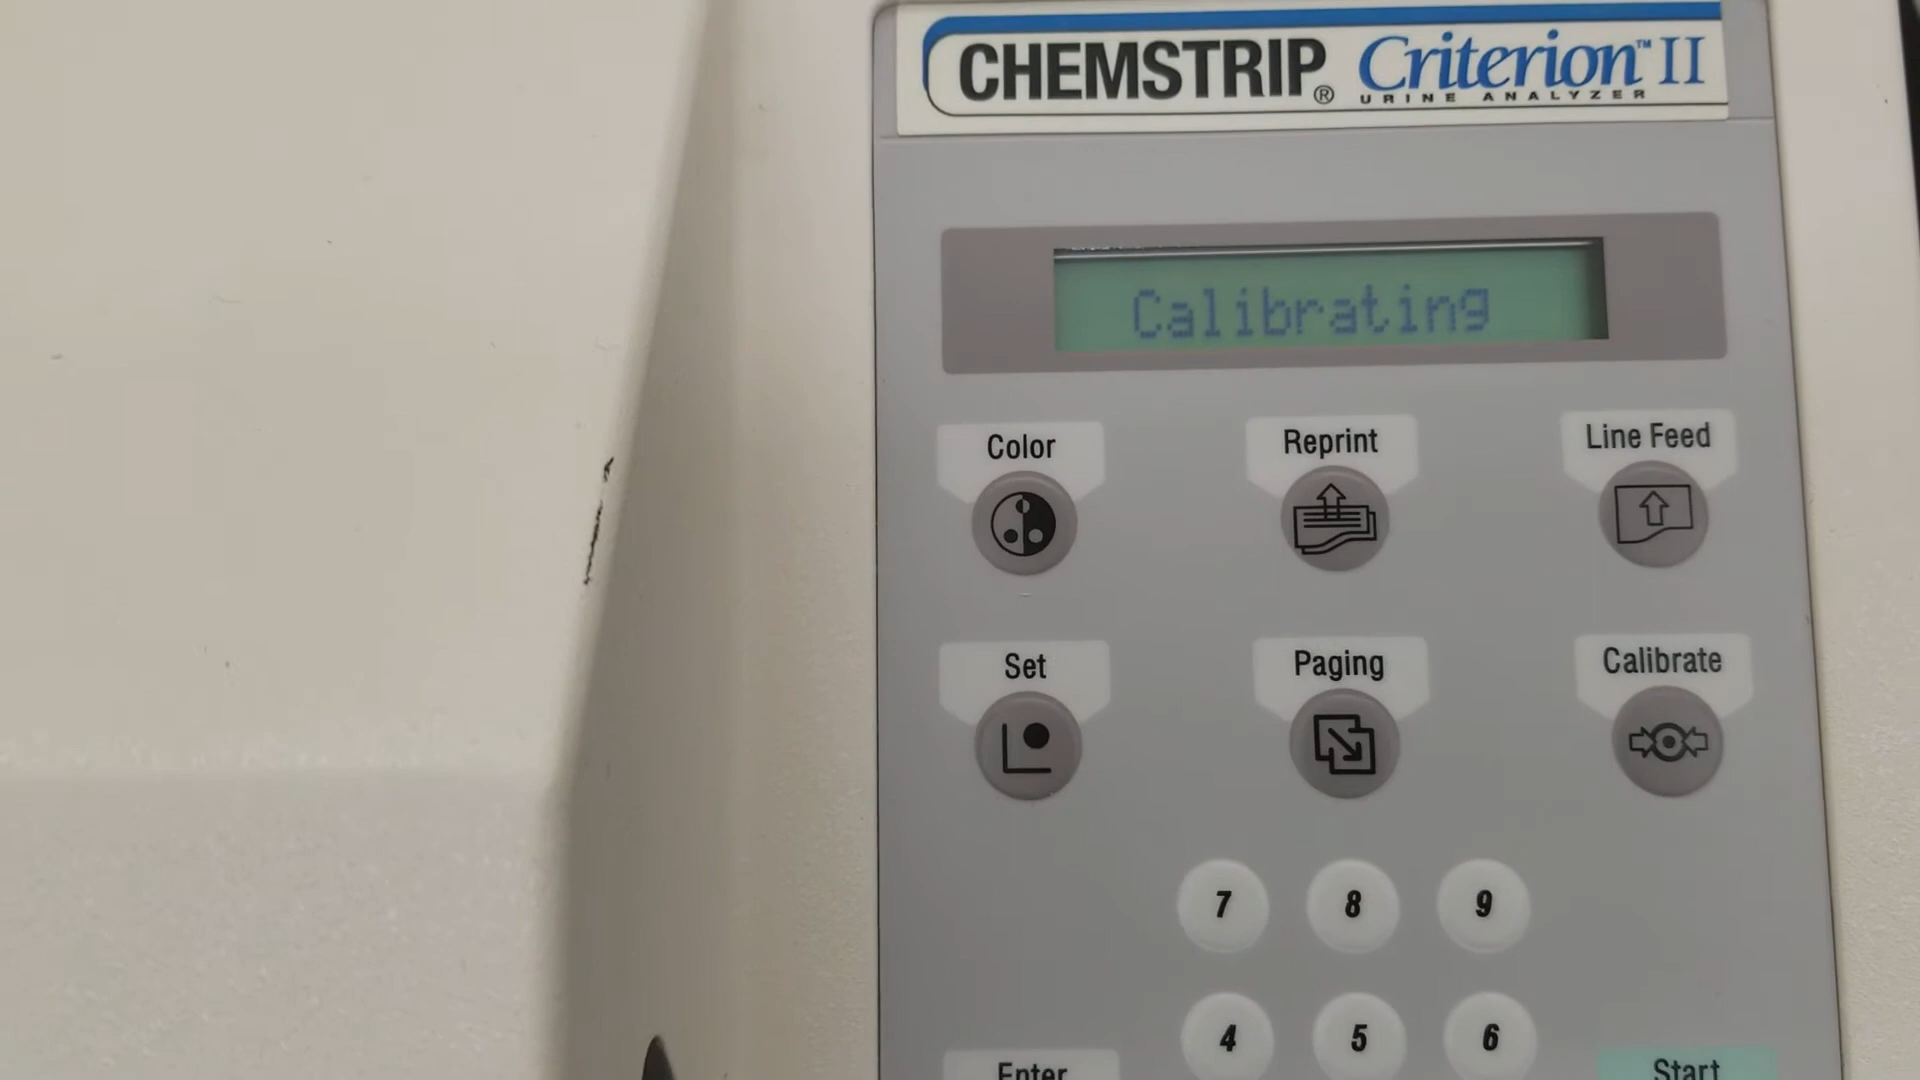 CHEMSTRIP® Criterion™ II
URINE ANALYZER
Calibrating
Color Reprint Line Feed
Set Paging Calibrate
7 8 9
4 5 6
Enter Start